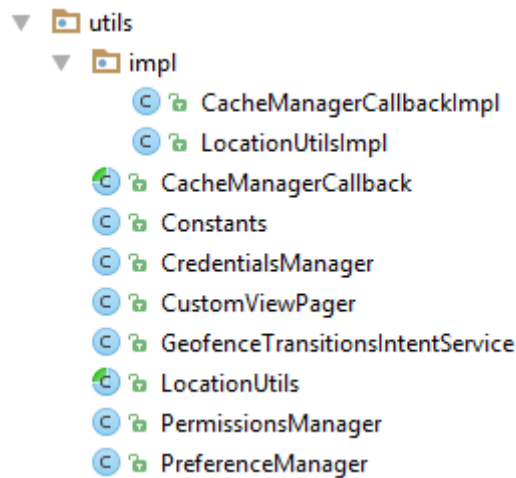 utils
impl
CacheManagerCallbackImpl
LocationUtilsImpl
CacheManagerCallback
Constants
CredentialsManager
CustomViewPager
GeofenceTransitionsIntentService
LocationUtils
PermissionsManager
PreferenceManager